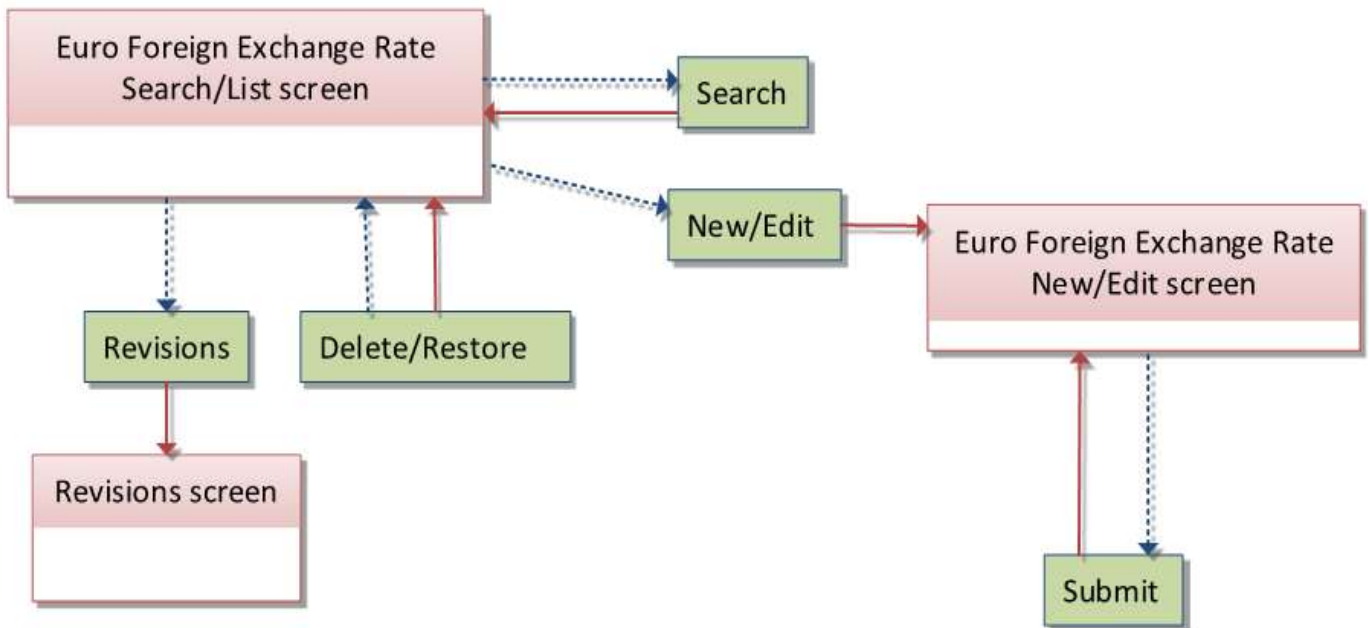 Euro Foreign Exchange Rate
Search/List screen
Search
New/Edit
Euro Foreign Exchange Rate
New/Edit screen
Revisions
Delete/Restore
Revisions screen
Submit